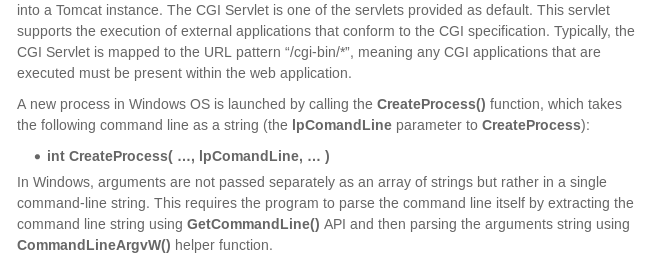 into a Tomcat instance. The CGI Servlet is one of the servlets provided as default. This servlet
supports the execution of external applications that conform to the CGI specification. Typically, the
CGI Servlet is mapped to the URL pattern “/cgi-bin/*”, meaning any CGI applications that are
executed must be present within the web application.
A new process in Windows OS is launched by calling the CreateProcess() function, which takes
the following command line as a string (the lpComandLine parameter to CreateProcess):
• int CreateProcess( …, lpComandLine, … )
In Windows, arguments are not passed separately as an array of strings but rather in a single
command-line string. This requires the program to parse the command line itself by extracting the
command line string using GetCommandLine() API and then parsing the arguments string using
CommandLineArgvW() helper function.